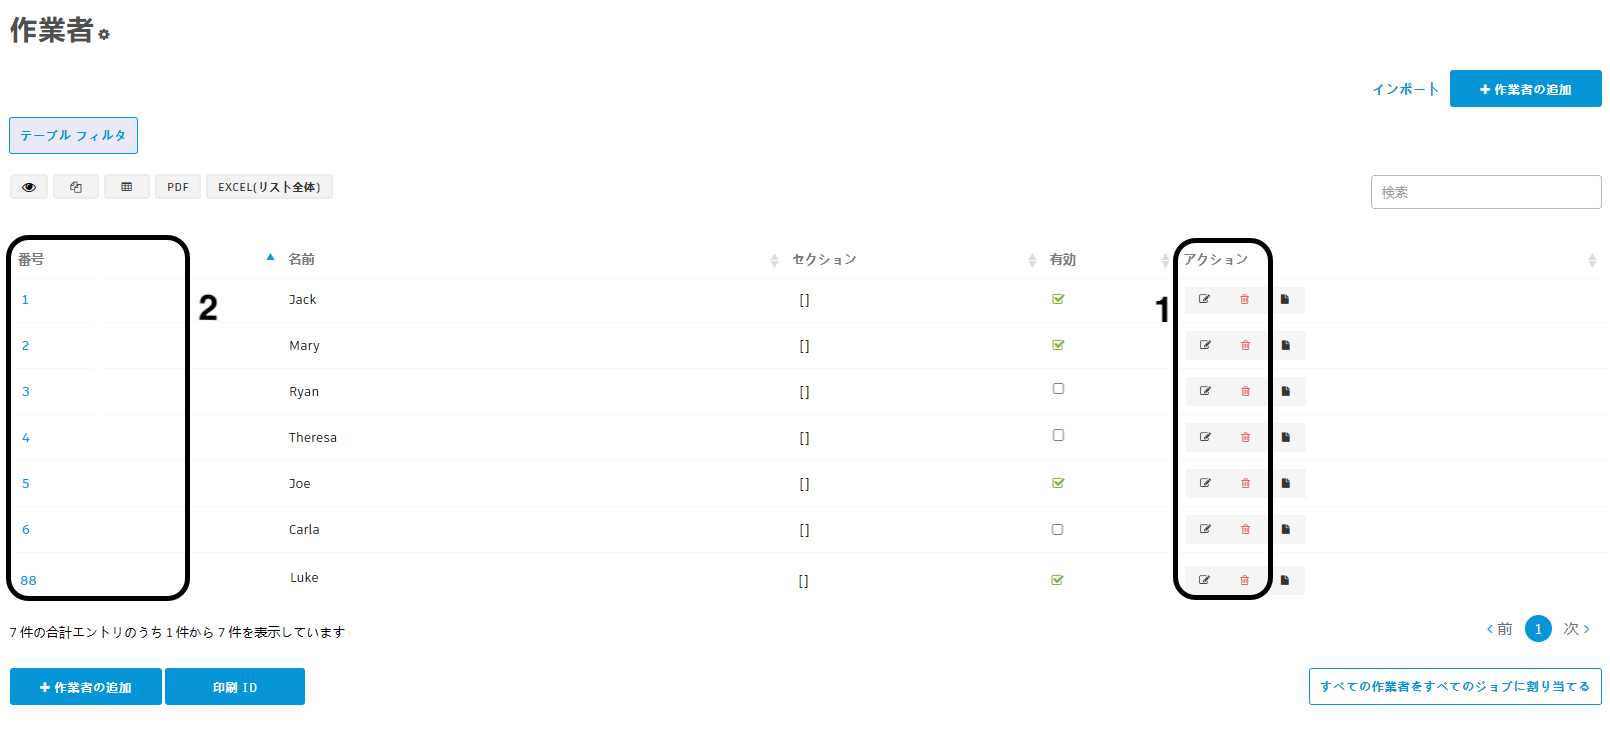 作業者
インポート
作業者の追加
テーブル フィルタ
PDF
EXCEL(リスト全体)
検索
番号 名前 セクション 有効 アクション
2
1
1 Jack []
2 Mary []
3 Ryan []
4 Theresa []
5 Joe []
6 Carla []
88 Luke []
7 件の合計エントリのうち 1 件から 7 件を表示しています
前 1 次
作業者の追加
印刷 ID
すべての作業者をすべてのジョブに割り当てる